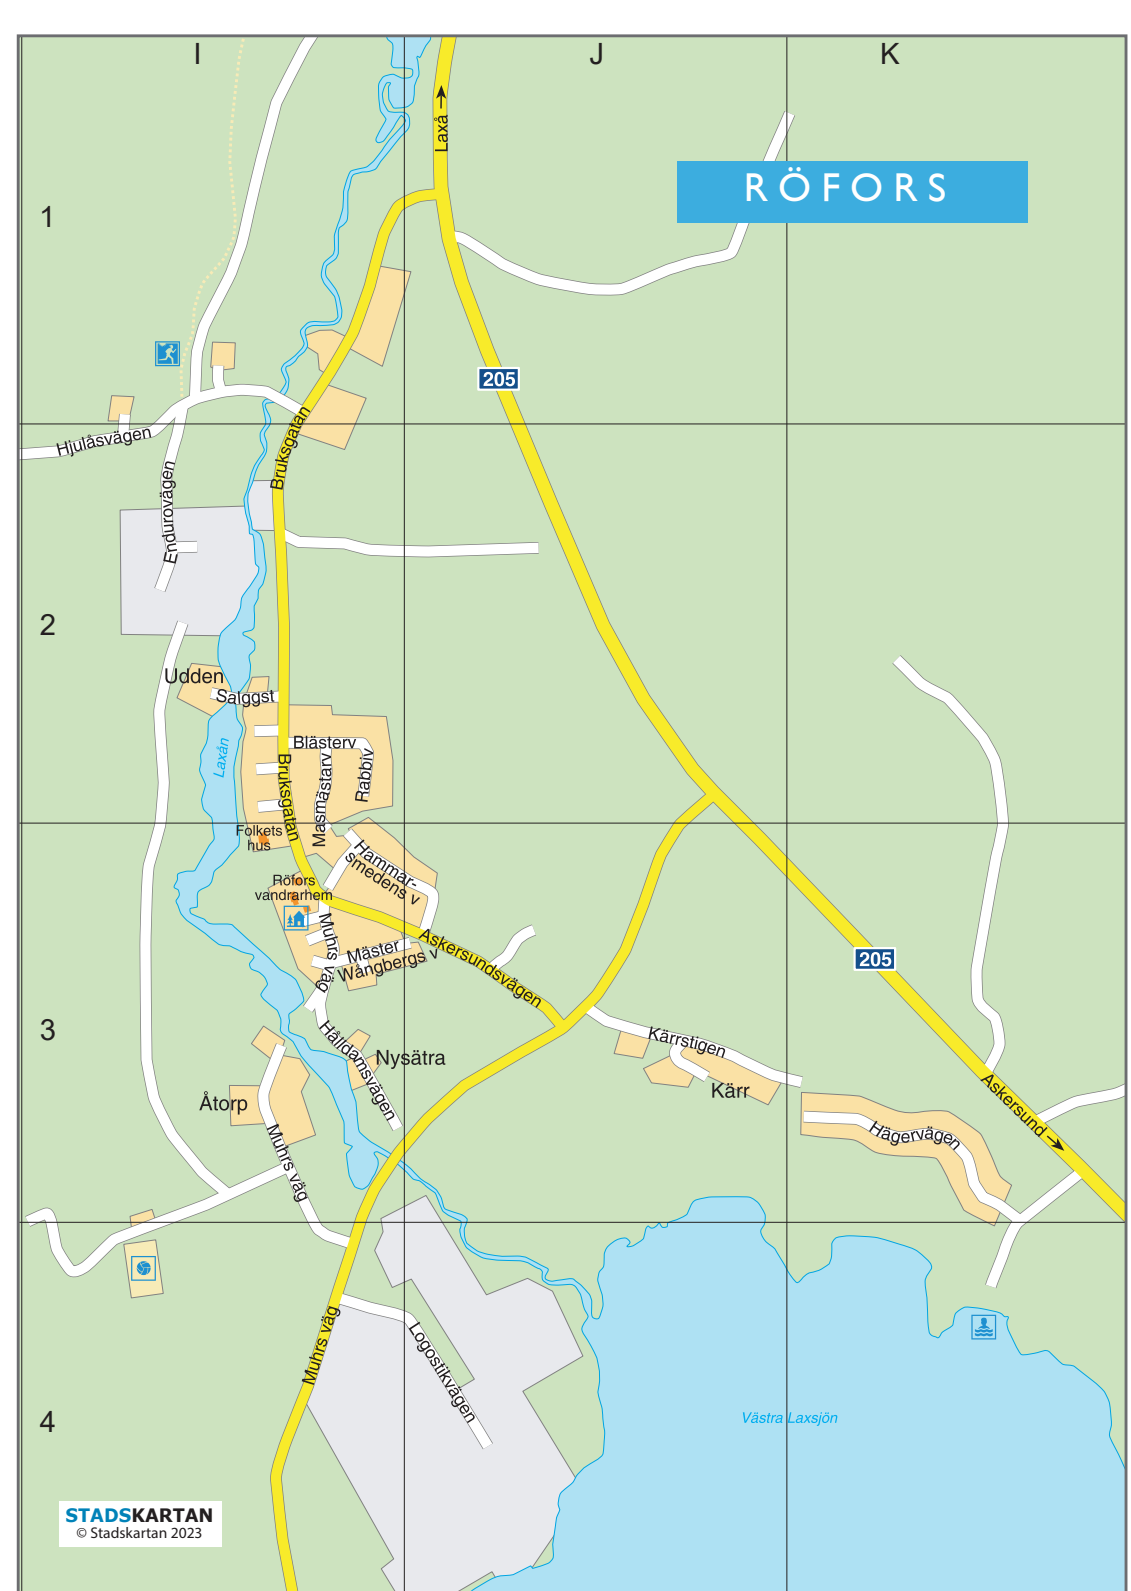 I
J
K
Laxå
RÖFORS
1
205
Hjulåsvägen
Bruksgatan
Endurovägen
2
Udden
Salggst
Laxån
Blästerv
Masmästarv
Rabbiv
Bruksgatan
Folkets
hus
Hammar-
smedens v
Röfors
vandrarhem
Muhrs väg
Mäster
Wångbergs v
Askersundsvägen
205
3
Hålldamsvägen
Nysätra
Kärrstigen
Kärr
Askersund
Åtorp
Hägervägen
Muhrs väg
Muhrs väg
Logostikvägen
4
Västra Laxsjön
STADSKARTAN
© Stadskartan 2023